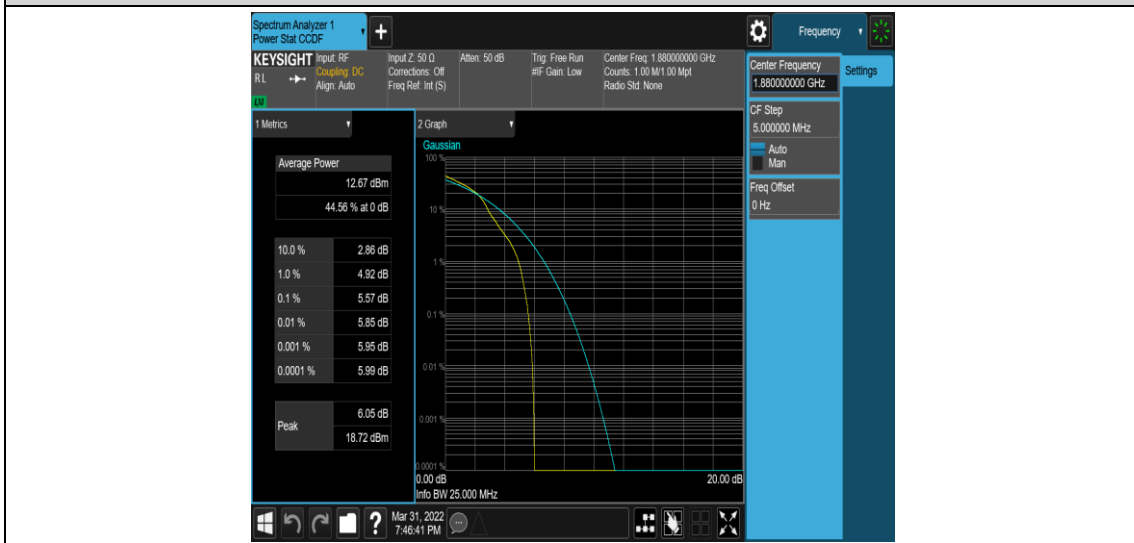 Spectrum Analyzer 1
Power Stat CCDF
+
Frequency
KEYSIGHT
RL
LXI
Input: RF
Coupling: DC
Align: Auto
Input Z: 50 Ω
Corrections: Off
Freq Ref: Int (S)
Atten: 50 dB
Trig: Free Run
#IF Gain: Low
Center Freq: 1.880000000 GHz
Counts: 1.00 M/1.00 Mpt
Radio Std: None
Center Frequency
1.880000000 GHz
Settings
CF Step
5.000000 MHz
Auto
Man
Freq Offset
0 Hz
1 Metrics
Average Power
12.67 dBm
44.56 % at 0 dB
10.0 % 2.86 dB
1.0 % 4.92 dB
0.1 % 5.57 dB
0.01 % 5.85 dB
0.001 % 5.95 dB
0.0001 % 5.99 dB
Peak
6.05 dB
18.72 dBm
2 Graph
Gaussian
100 %
10 %
1 %
0.1 %
0.01 %
0.001 %
0.0001 %
0.00 dB
20.00 dB
Info BW 25.000 MHz
?
Mar 31, 2022
7:46:41 PM